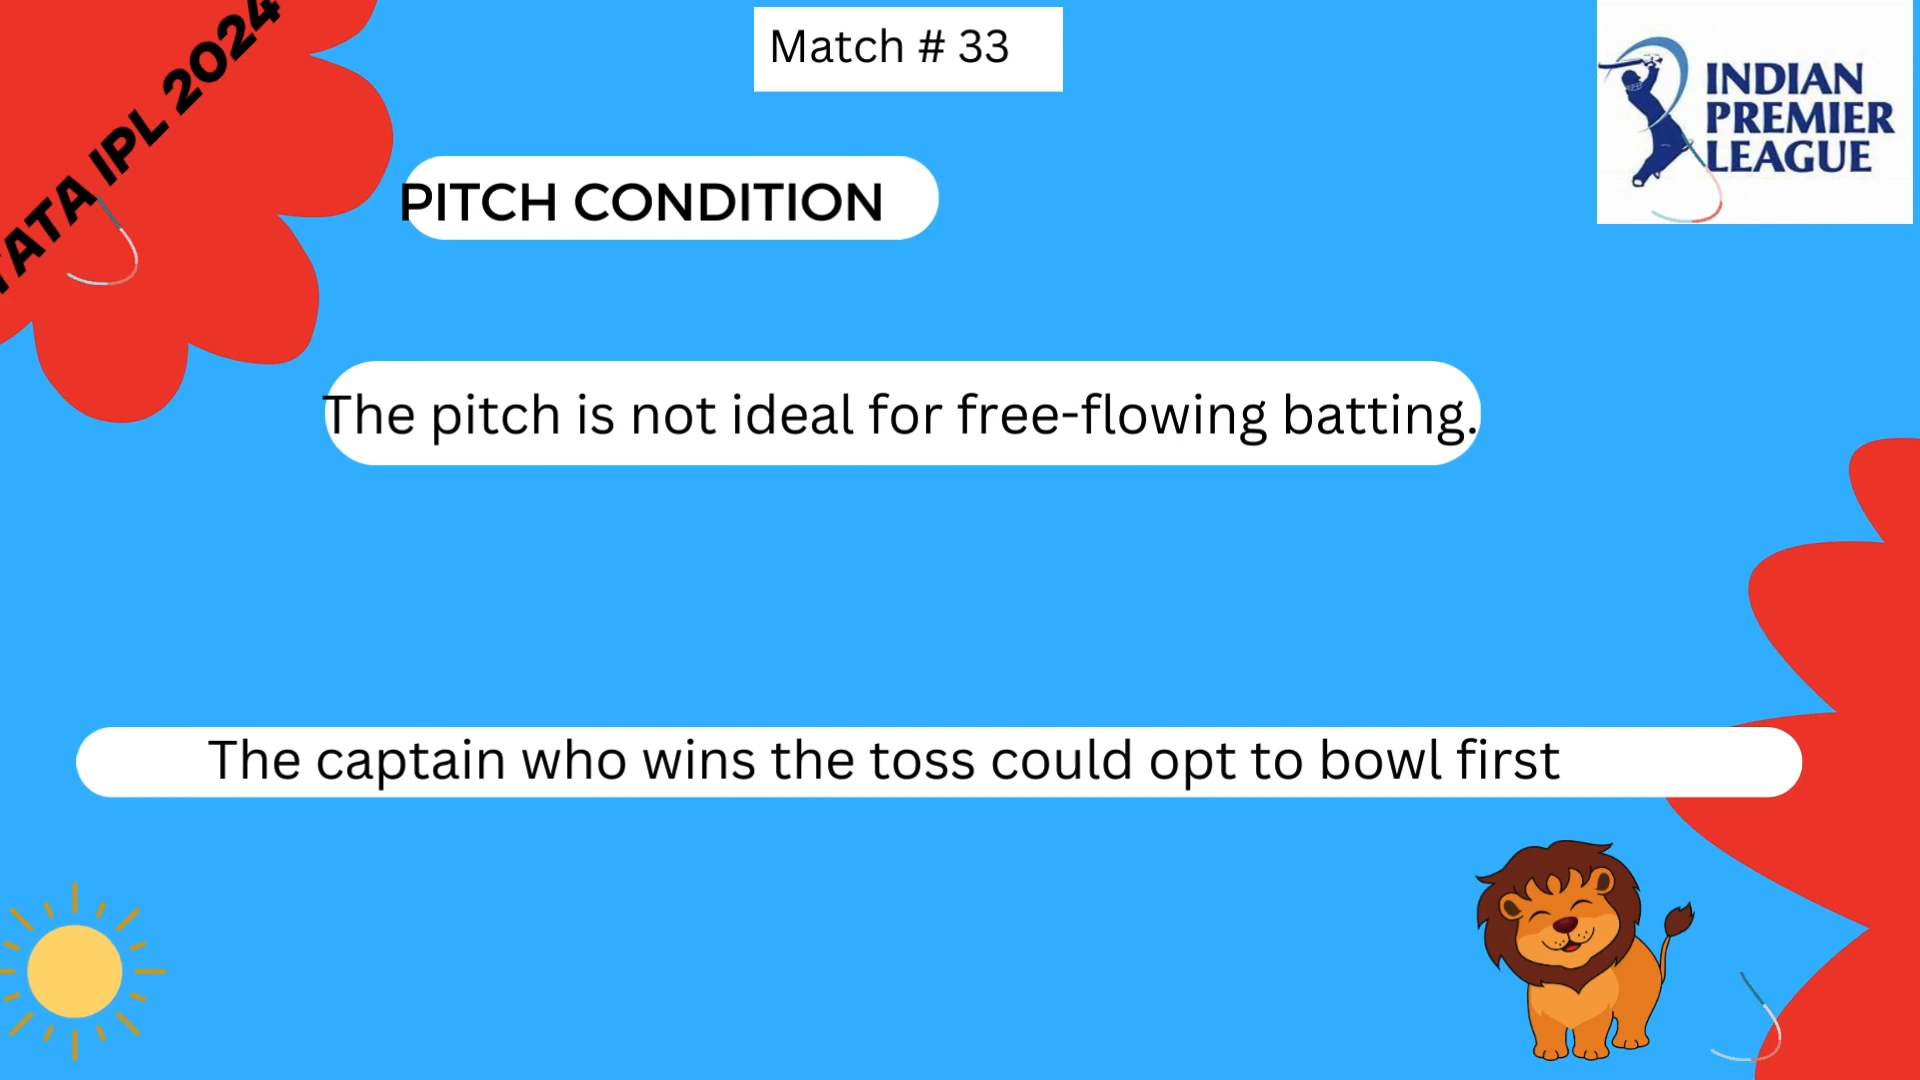 TATA IPL 2024
Match # 33
INDIAN
PREMIER
LEAGUE
PITCH CONDITION
The pitch is not ideal for free-flowing batting.
The captain who wins the toss could opt to bowl first